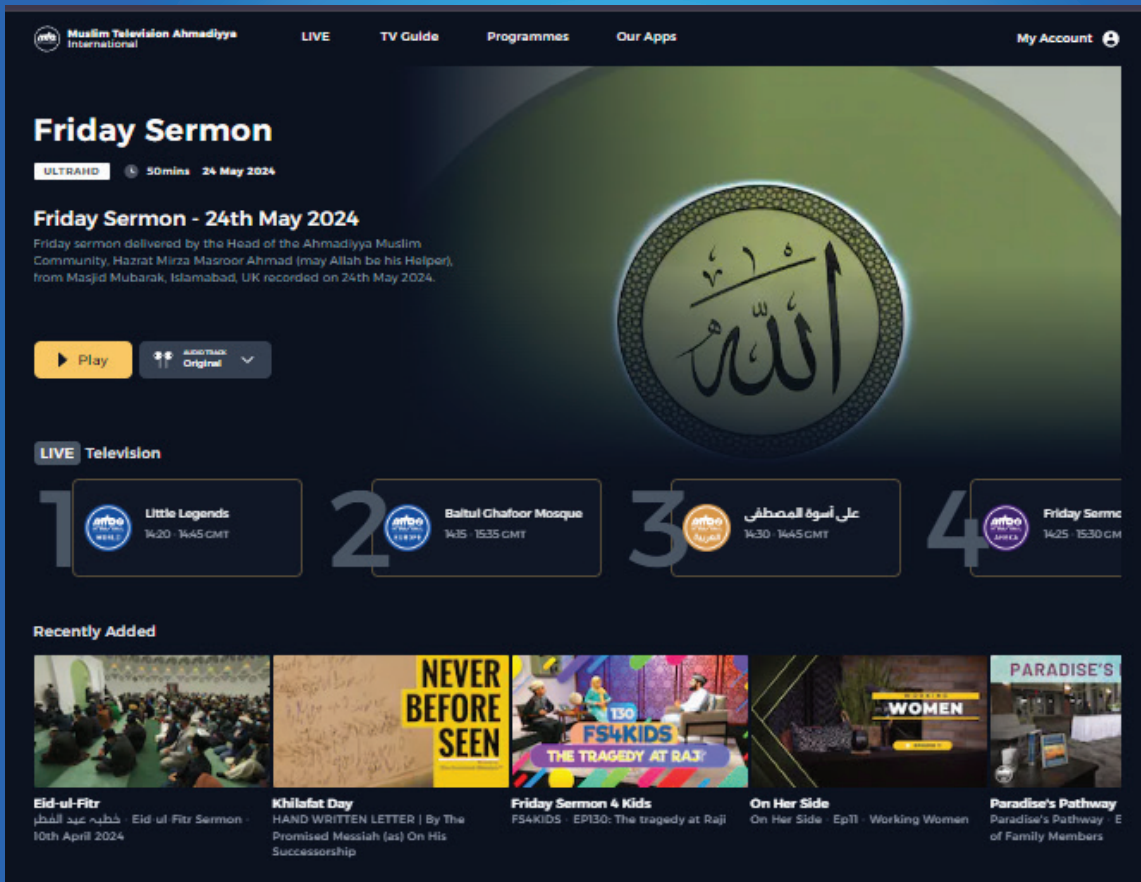 mta
Muslim Television Ahmadiyya
International
LIVE
TV Guide
Programmes
Our Apps
My Account
Friday Sermon
ULTRAHD
50mins
24 May 2024
Friday Sermon - 24th May 2024
Friday sermon delivered by the Head of the Ahmadiyya Muslim
Community, Hazrat Mirza Masroor Ahmad (may Allah be his Helper),
from Masjid Mubarak, Islamabad, UK recorded on 24th May 2024.
الله
Play
AUDIO TRACK
Original
LIVE Television
1
WORLD
Little Legends
14:20 - 14:45 GMT
2
EUROPE
Baitul Ghafoor Mosque
14:15 - 15:35 GMT
3
العربية
على أسوة المصطفى
14:30 - 14:45 GMT
4
AFRICA
Friday Sermo
14:25 - 15:30 GM
Recently Added
NEVER
BEFORE
SEEN
130
FS4KIDS
THE TRAGEDY AT RAJI
WORKING
WOMEN
PARADISE'S
Eid-ul-Fitr
خطبہ عید الفطر - Eid-ul-Fitr Sermon -
10th April 2024
Khilafat Day
HAND WRITTEN LETTER | By The
Promised Messiah (as) On His
Successorship
Friday Sermon 4 Kids
FS4KIDS - EP130: The tragedy at Raji
On Her Side
On Her Side - Ep11 - Working Women
Paradise's Pathway
Paradise's Pathway - E
of Family Members